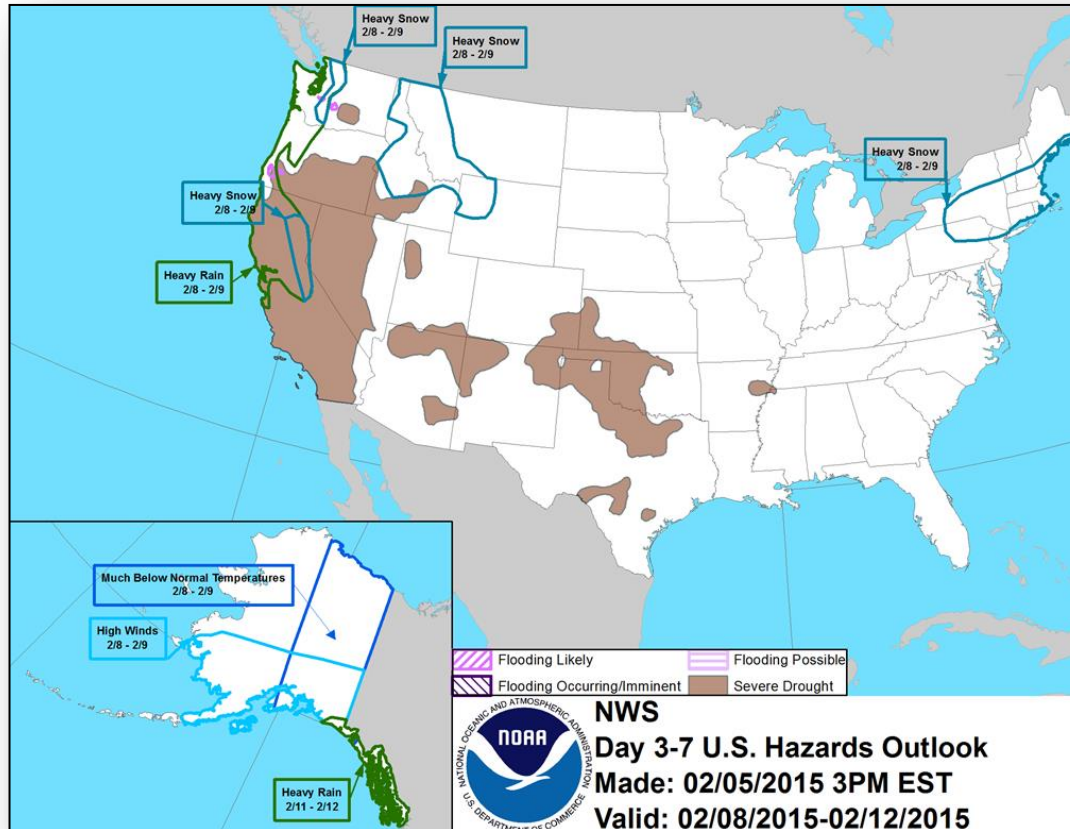 Heavy Snow
2/8 - 2/9
Heavy Snow
2/8 - 2/9
Heavy Snow
2/8 - 2/9
Heavy Snow
2/8 - 2/9
Heavy Rain
2/8 - 2/9
Much Below Normal Temperatures
2/8 - 2/9
High Winds
2/8 - 2/9
Heavy Rain
2/11 - 2/12
Flooding Likely
Flooding Possible
Flooding Occurring/Imminent
Severe Drought
NATIONAL OCEANIC AND ATMOSPHERIC ADMINISTRATION
NOAA
U.S. DEPARTMENT OF COMMERCE
NWS
Day 3-7 U.S. Hazards Outlook
Made: 02/05/2015 3PM EST
Valid: 02/08/2015-02/12/2015